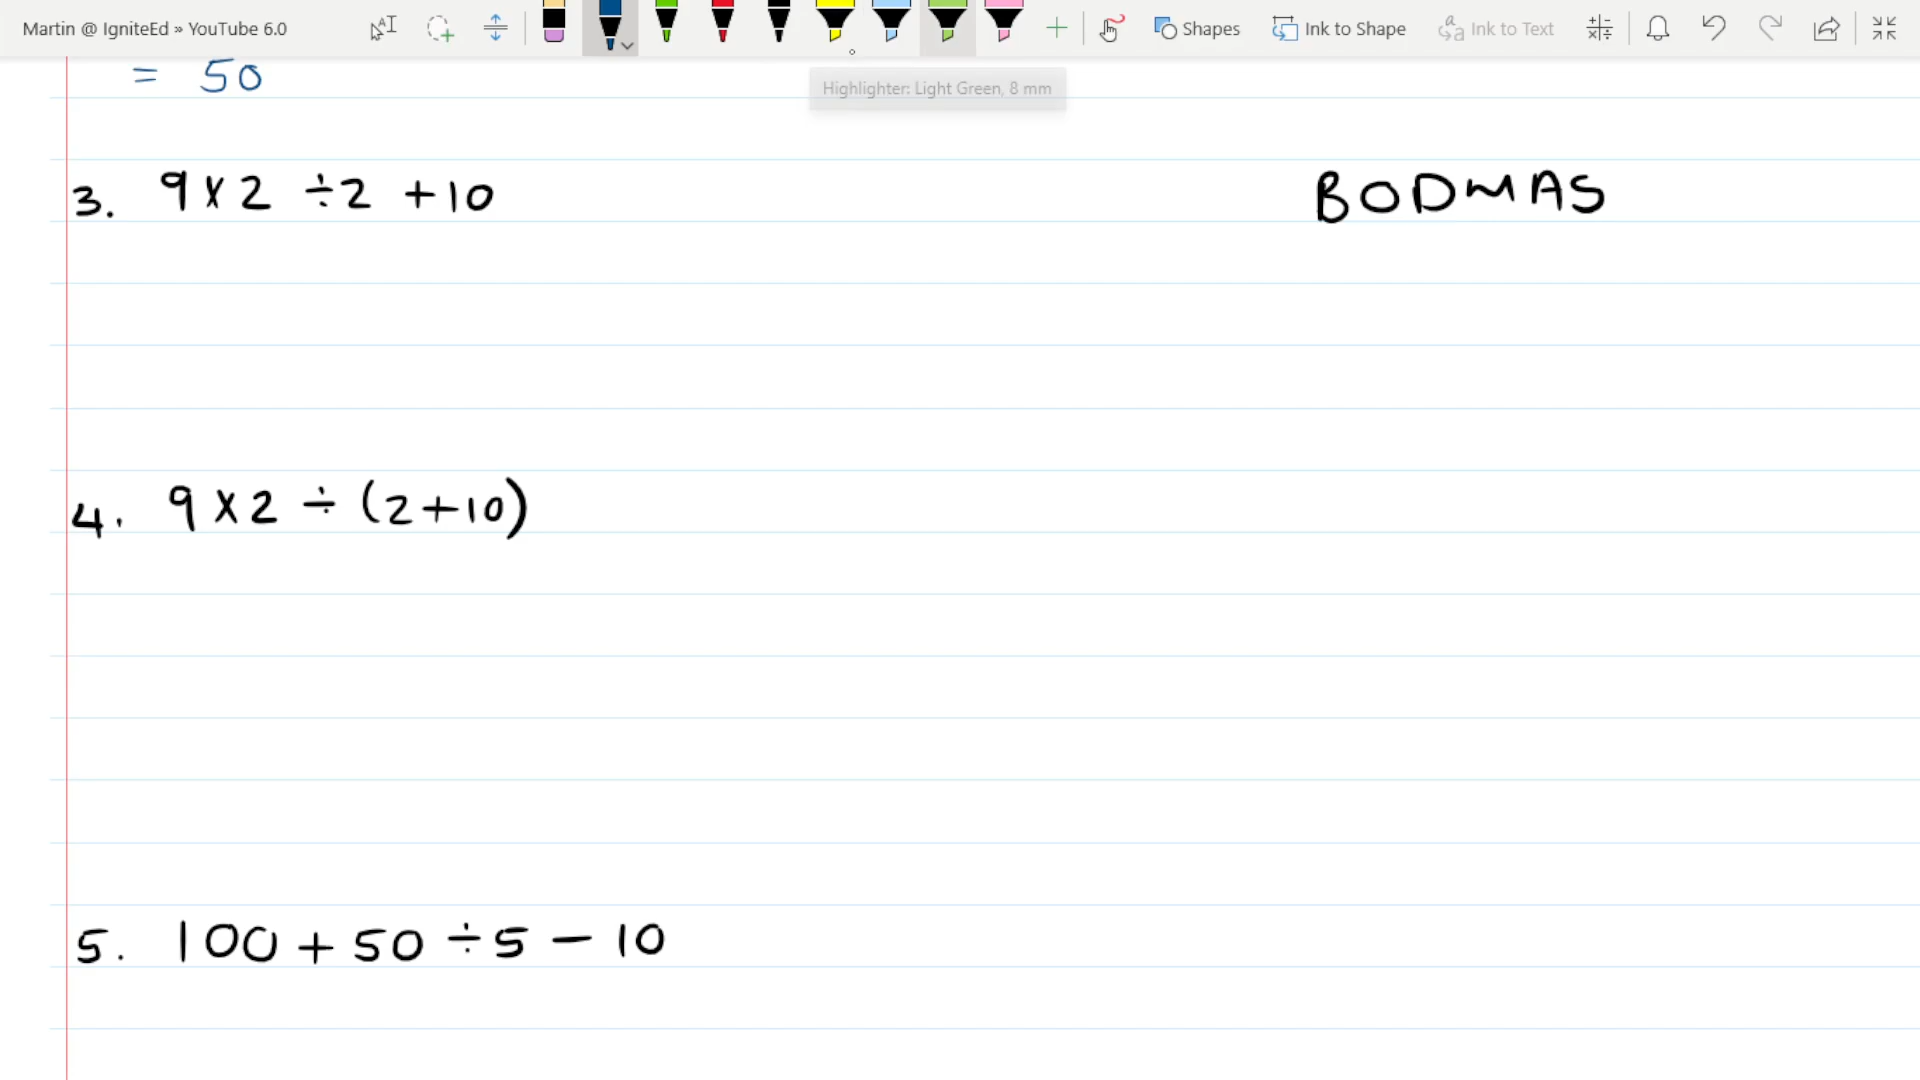 Martin @ IgniteEd » YouTube 6.0 Shapes Ink to Shape Ink to Text
= 50
Highlighter: Light Green, 8 mm
3. 9 x 2 ÷ 2 + 10
BODMAS
4. 9 x 2 ÷ (2 + 10)
5. 100 + 50 ÷ 5 - 10